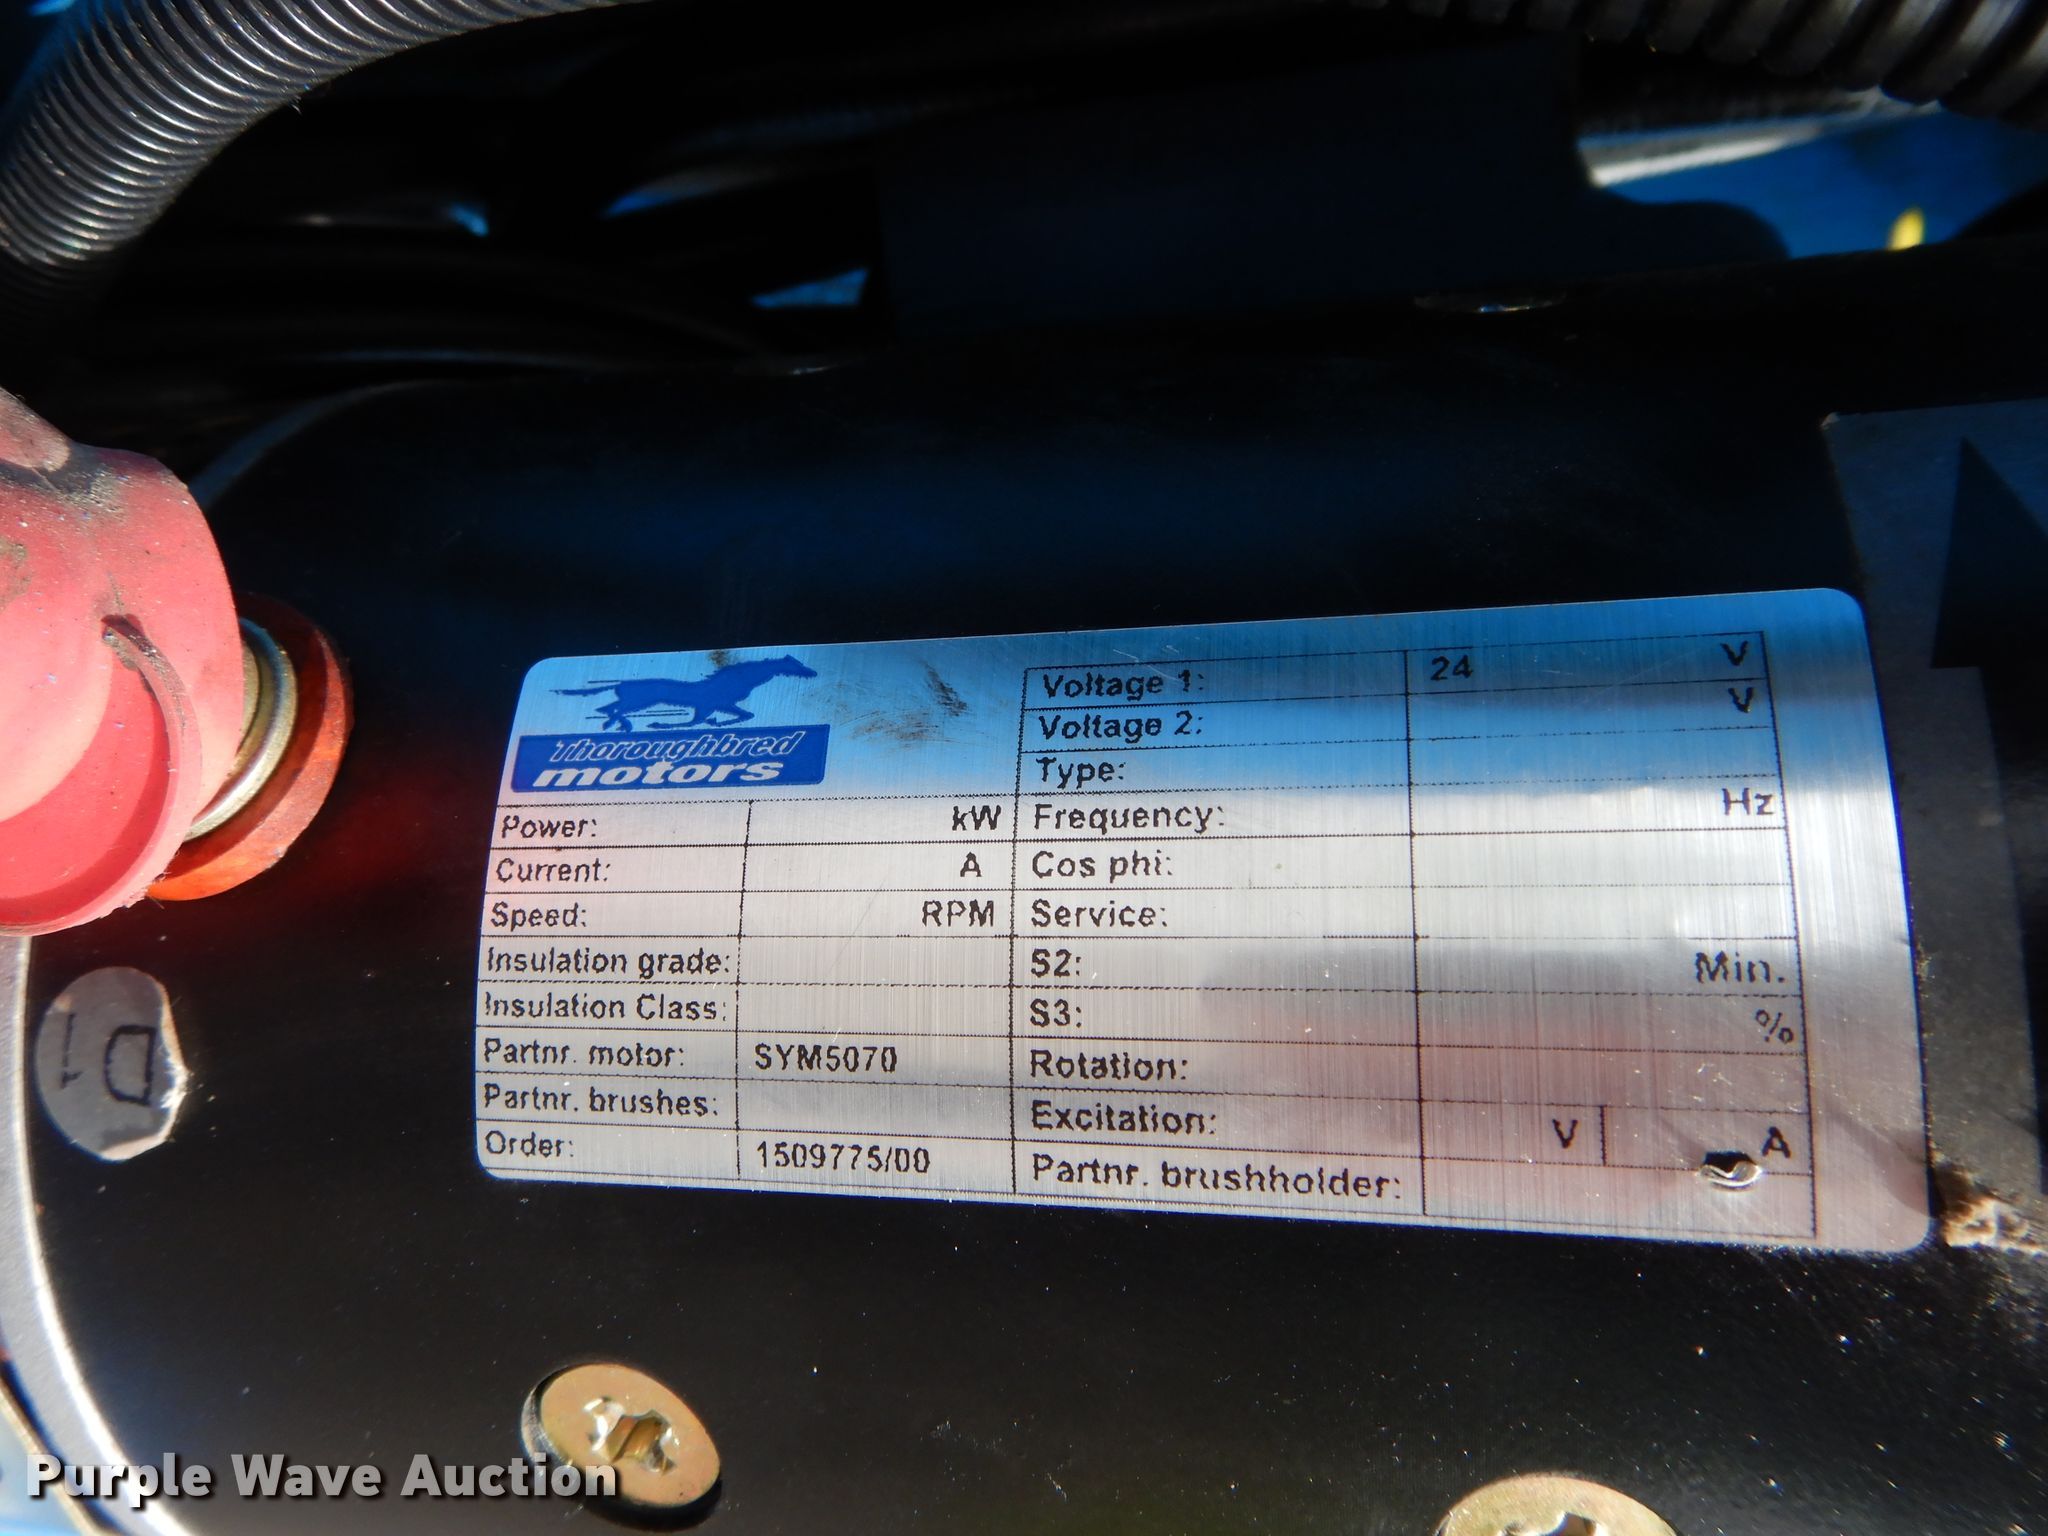 Thoroughbred
motors
Voltage 1: 24 V
Voltage 2: V
Type:
Power: kW Frequency: Hz
Current: A Cos phi:
Speed: RPM Service:
Insulation grade: S2: Min.
Insulation Class: S3: %
Partnr. motor: SYM5070 Rotation:
Partnr. brushes: Excitation: V A
Order: 1509775/00 Partnr. brushholder:
D1
Purple Wave Auction